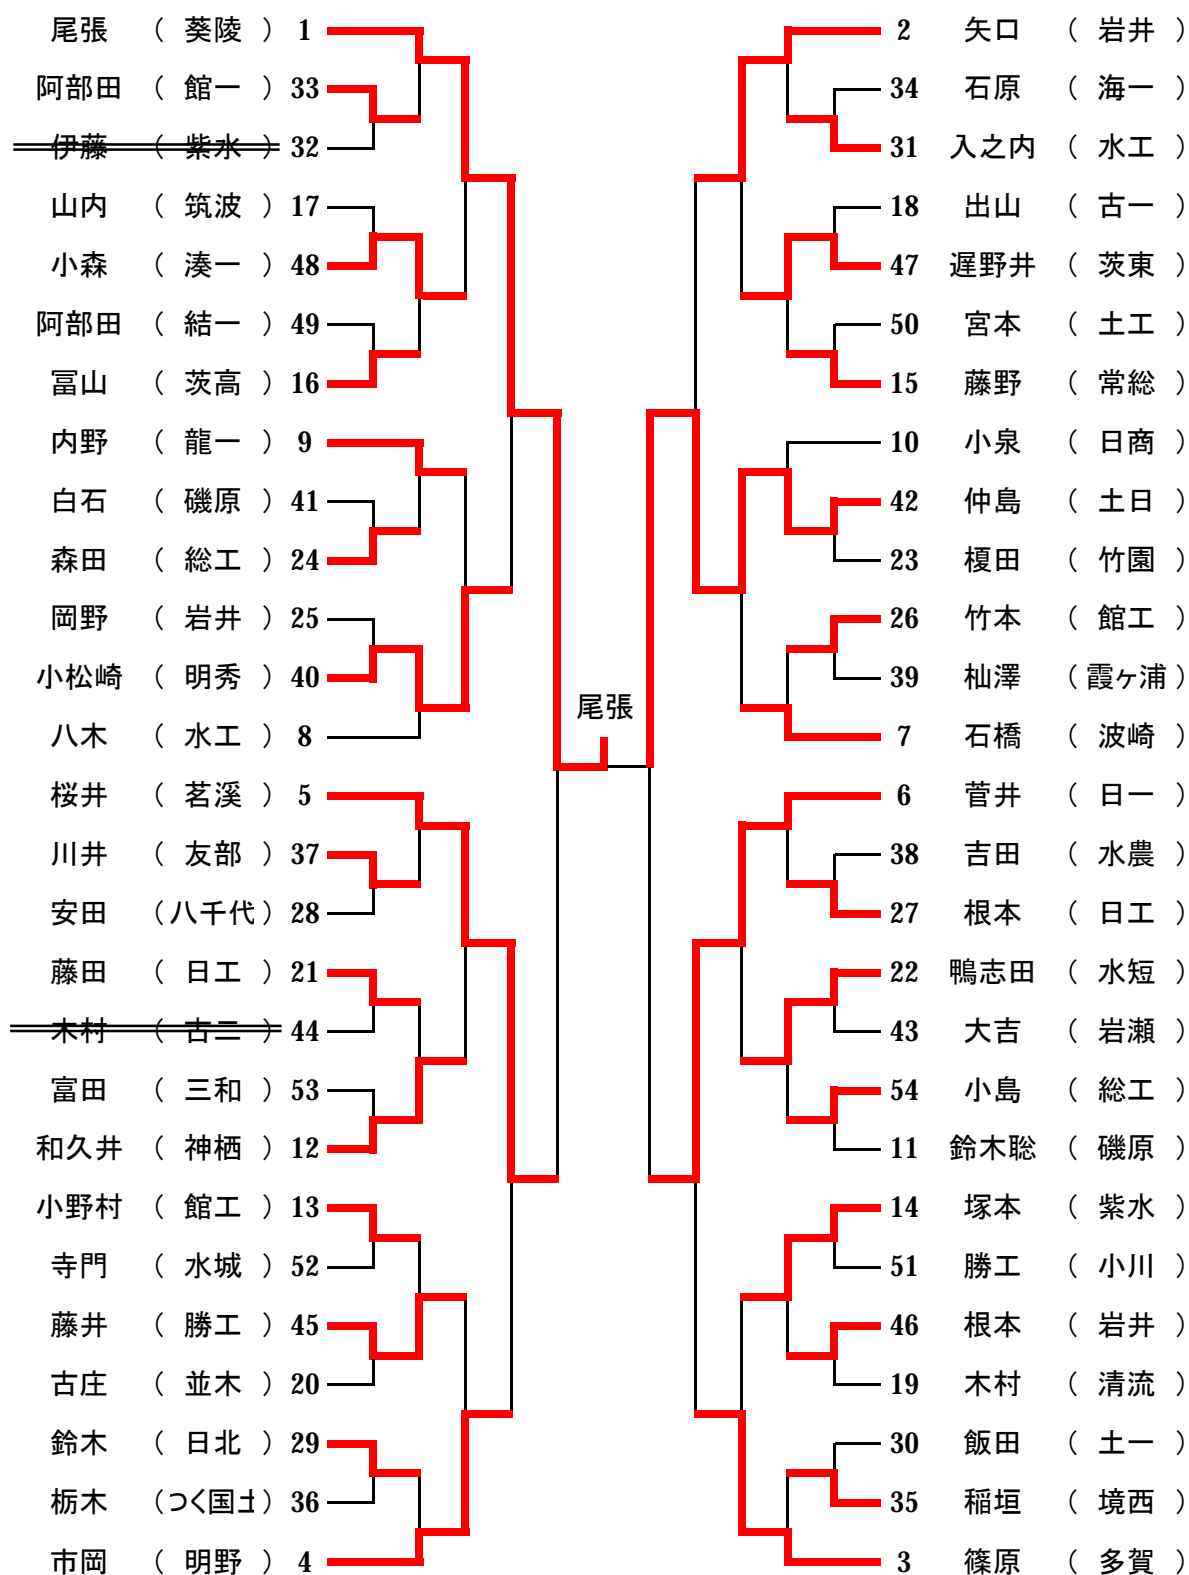 尾張 （ 葵陵 ） 1
阿部田 （ 館一 ） 33
伊藤 （ 紫水 ） 32
山内 （ 筑波 ） 17
小森 （ 湊一 ） 48
阿部田 （ 結一 ） 49
冨山 （ 茨高 ） 16
内野 （ 龍一 ） 9
白石 （ 磯原 ） 41
森田 （ 総工 ） 24
岡野 （ 岩井 ） 25
小松崎 （ 明秀 ） 40
八木 （ 水工 ） 8
桜井 （ 茗溪 ） 5
川井 （ 友部 ） 37
安田 （八千代） 28
藤田 （ 日工 ） 21
木村 （ 古二 ） 44
富田 （ 三和 ） 53
和久井 （ 神栖 ） 12
小野村 （ 館工 ） 13
寺門 （ 水城 ） 52
藤井 （ 勝工 ） 45
古庄 （ 並木 ） 20
鈴木 （ 日北 ） 29
栃木 （つく国土） 36
市岡 （ 明野 ） 4
尾張
2 矢口 （ 岩井 ）
34 石原 （ 海一 ）
31 入之内 （ 水工 ）
18 出山 （ 古一 ）
47 遅野井 （ 茨東 ）
50 宮本 （ 土工 ）
15 藤野 （ 常総 ）
10 小泉 （ 日商 ）
42 仲島 （ 土日 ）
23 榎田 （ 竹園 ）
26 竹本 （ 館工 ）
39 杣澤 （霞ヶ浦）
7 石橋 （ 波崎 ）
6 菅井 （ 日一 ）
38 吉田 （ 水農 ）
27 根本 （ 日工 ）
22 鴨志田 （ 水短 ）
43 大吉 （ 岩瀬 ）
54 小島 （ 総工 ）
11 鈴木聡 （ 磯原 ）
14 塚本 （ 紫水 ）
51 勝工 （ 小川 ）
46 根本 （ 岩井 ）
19 木村 （ 清流 ）
30 飯田 （ 土一 ）
35 稲垣 （ 境西 ）
3 篠原 （ 多賀 ）